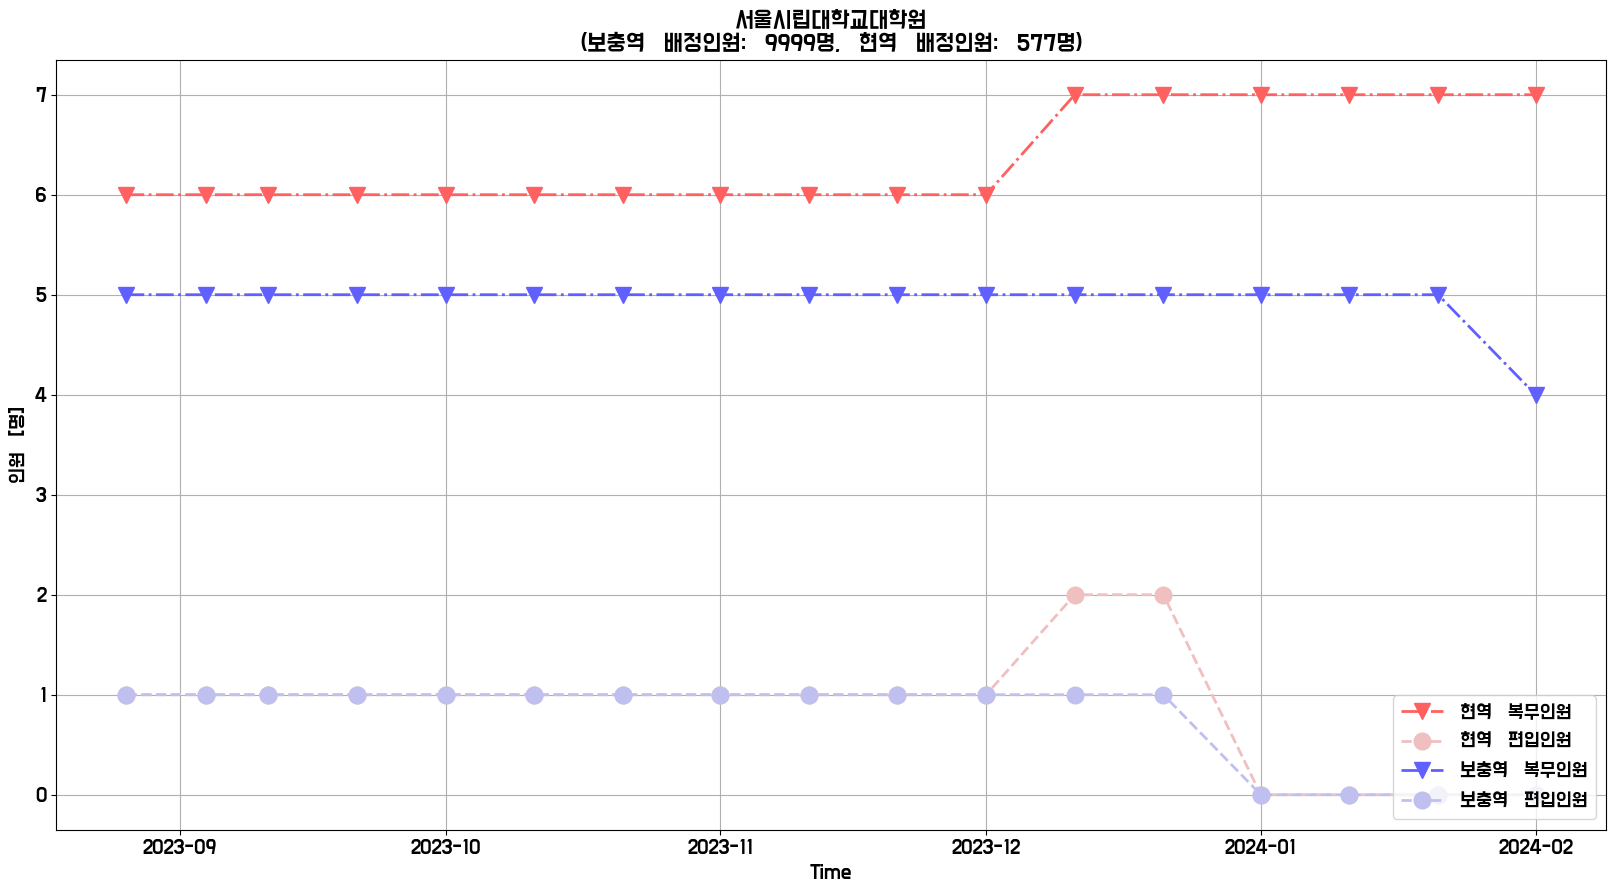 서울시립대학교대학원
(보충역 배정인원: 9999명, 현역 배정인원: 577명)
인원 [명]
7
6
5
4
3
2
1
0
현역 복무인원
현역 편입인원
보충역 복무인원
보충역 편입인원
2023-09 2023-10 2023-11 2023-12 2024-01 2024-02
Time